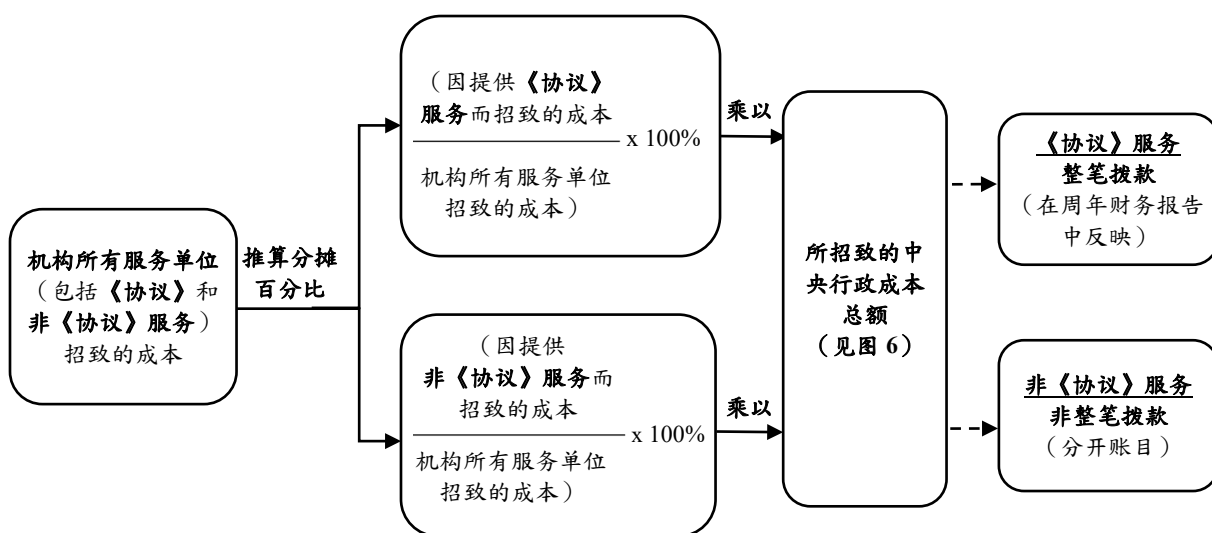 机构所有服务单位
（包括《协议》和
非《协议》服务）
招致的成本
推算分摊
百分比
（因提供《协议》
服务而招致的成本
x 100%
机构所有服务单位
招致的成本）
乘以
（因提供
非《协议》服务而
招致的成本
x 100%
机构所有服务单位
招致的成本）
乘以
所招致的中
央行政成本
总额
（见图 6）
《协议》服务
整笔拨款
（在周年财务报告
中反映）
非《协议》服务
非整笔拨款
（分开账目）